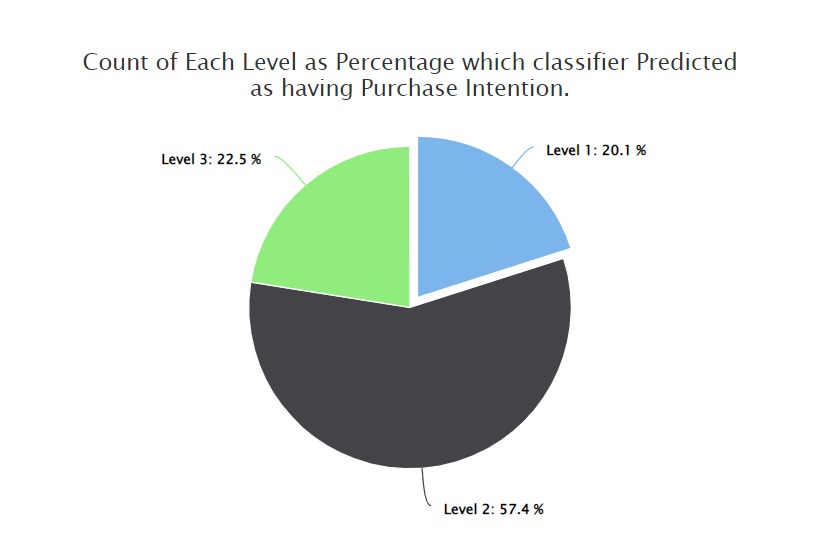 Count of Each Level as Percentage which classifier Predicted
as having Purchase Intention.
Level 3: 22.5 %
Level 1: 20.1 %
Level 2: 57.4 %